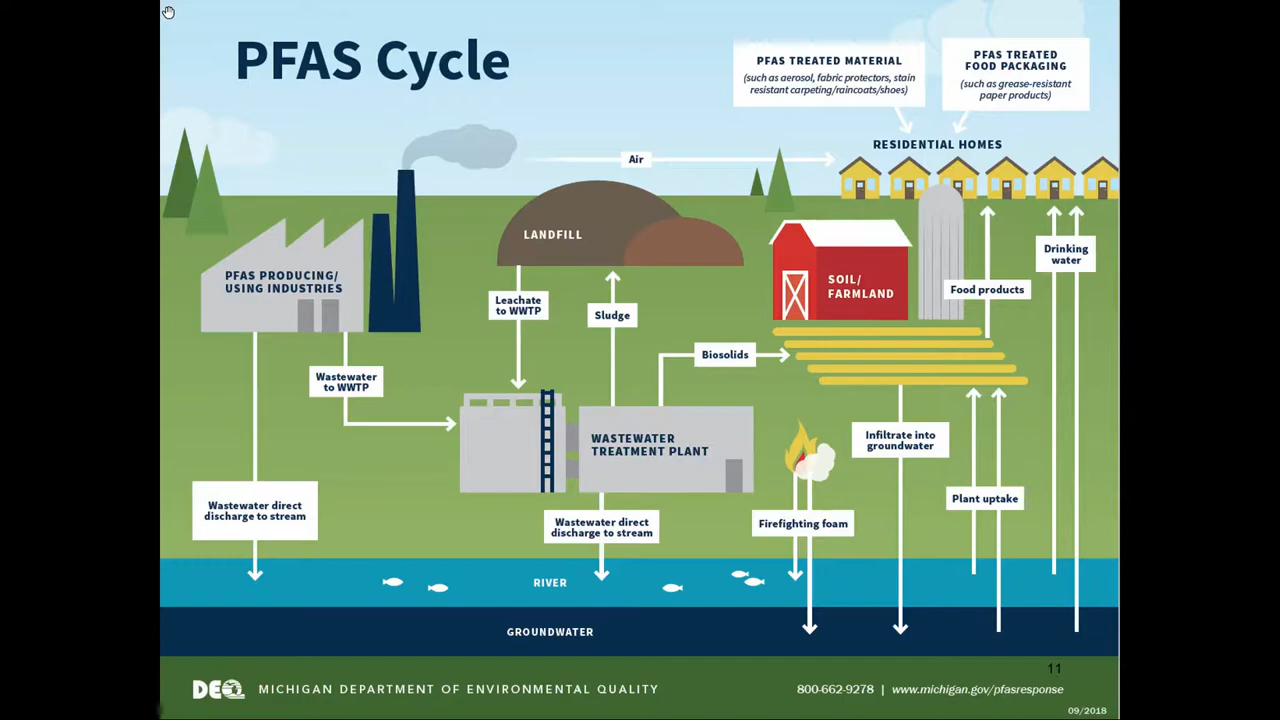 PFAS Cycle
PFAS TREATED MATERIAL
(such as aerosol, fabric protectors, stain
resistant carpeting/raincoats/shoes)
PFAS TREATED
FOOD PACKAGING
(such as grease-resistant
paper products)
RESIDENTIAL HOMES
Air
LANDFILL
PFAS PRODUCING/
USING INDUSTRIES
SOIL/
FARMLAND
Drinking
water
Food products
Leachate
to WWTP
Sludge
Biosolids
Wastewater
to WWTP
WASTEWATER
TREATMENT PLANT
Infiltrate into
groundwater
Plant uptake
Wastewater direct
discharge to stream
Wastewater direct
discharge to stream
Firefighting foam
RIVER
GROUNDWATER
11
DEQ MICHIGAN DEPARTMENT OF ENVIRONMENTAL QUALITY
800-662-9278 | www.michigan.gov/pfasresponse
09/2018